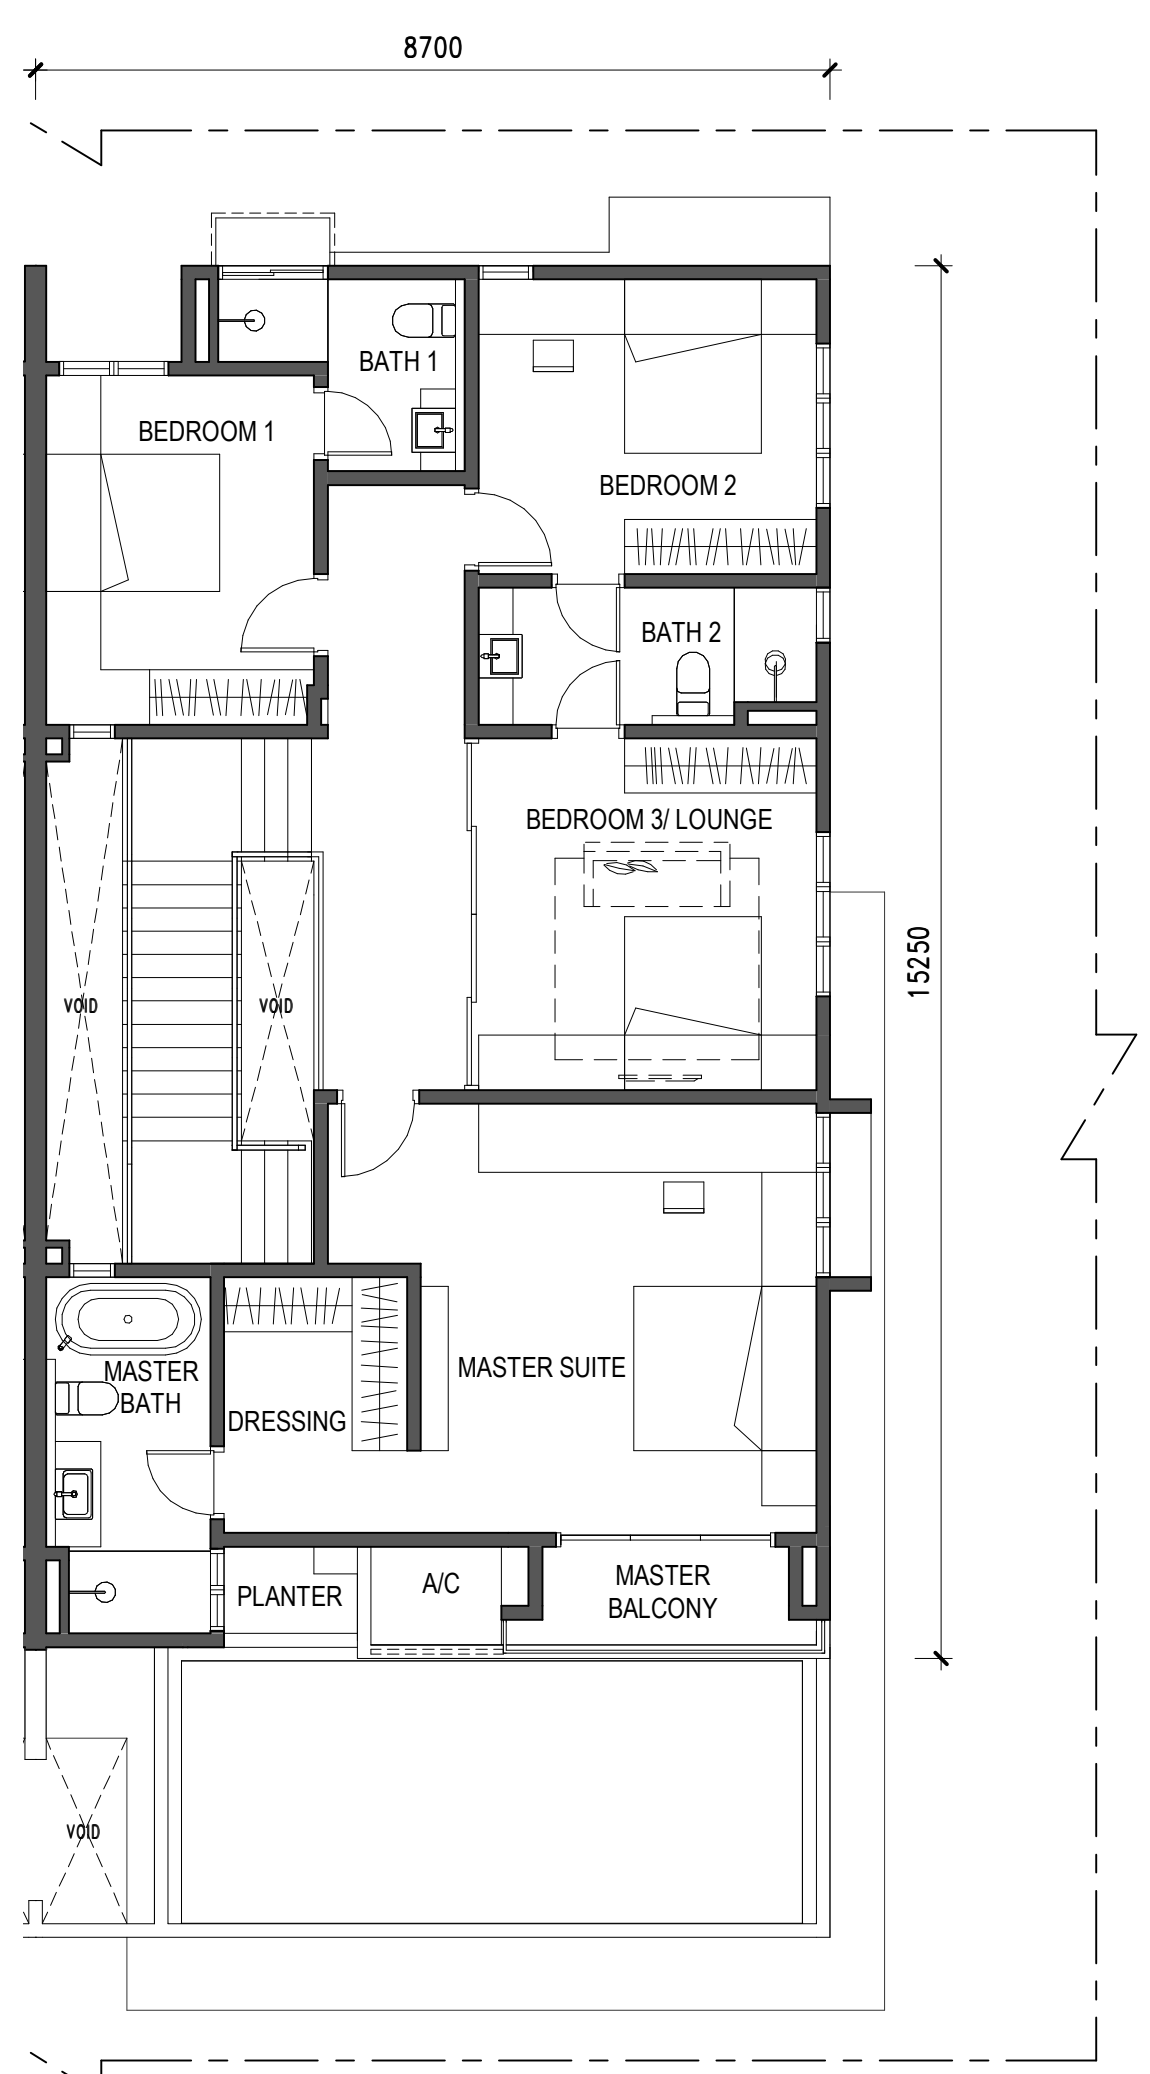 8700
BATH 1
BEDROOM 1
BEDROOM 2
BATH 2
BEDROOM 3/ LOUNGE
15250
VOID
VOID
MASTER SUITE
MASTER
BATH
DRESSING
MASTER
BALCONY
A/C
PLANTER
VOID